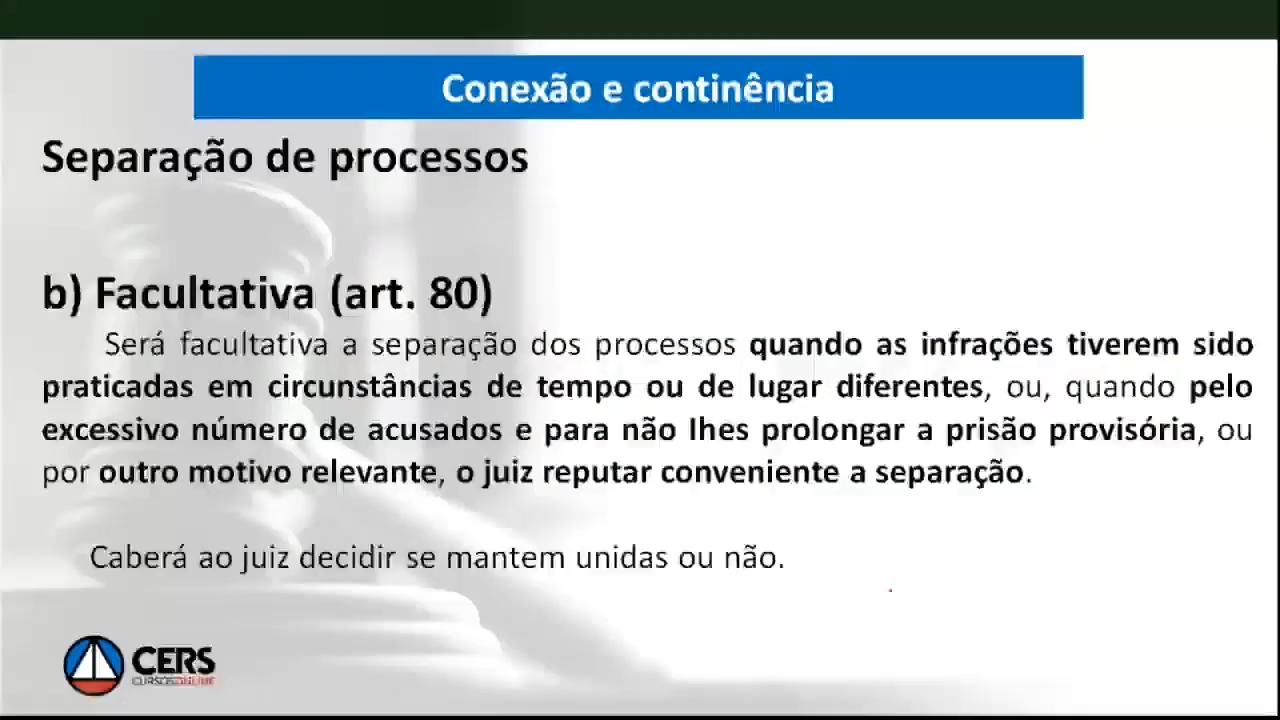 Conexão e continência
Separação de processos
b) Facultativa (art. 80)
Será facultativa a separação dos processos quando as infrações tiverem sido
praticadas em circunstâncias de tempo ou de lugar diferentes, ou, quando pelo
excessivo número de acusados e para não lhes prolongar a prisão provisória, ou
por outro motivo relevante, o juiz reputar conveniente a separação.
Caberá ao juiz decidir se mantem unidas ou não.
CERS
CURSOS ONLINE